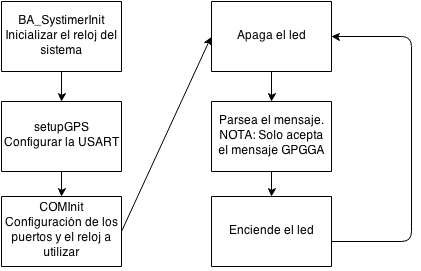 BA_SystimerInit
Inicializar el reloj del
sistema
setupGPS
Configurar la USART
COMInit
Configuración de los
puertos y el reloj a
utilizar
Apaga el led
Parsea el mensaje.
NOTA: Solo acepta
el mensaje GPGGA
Enciende el led